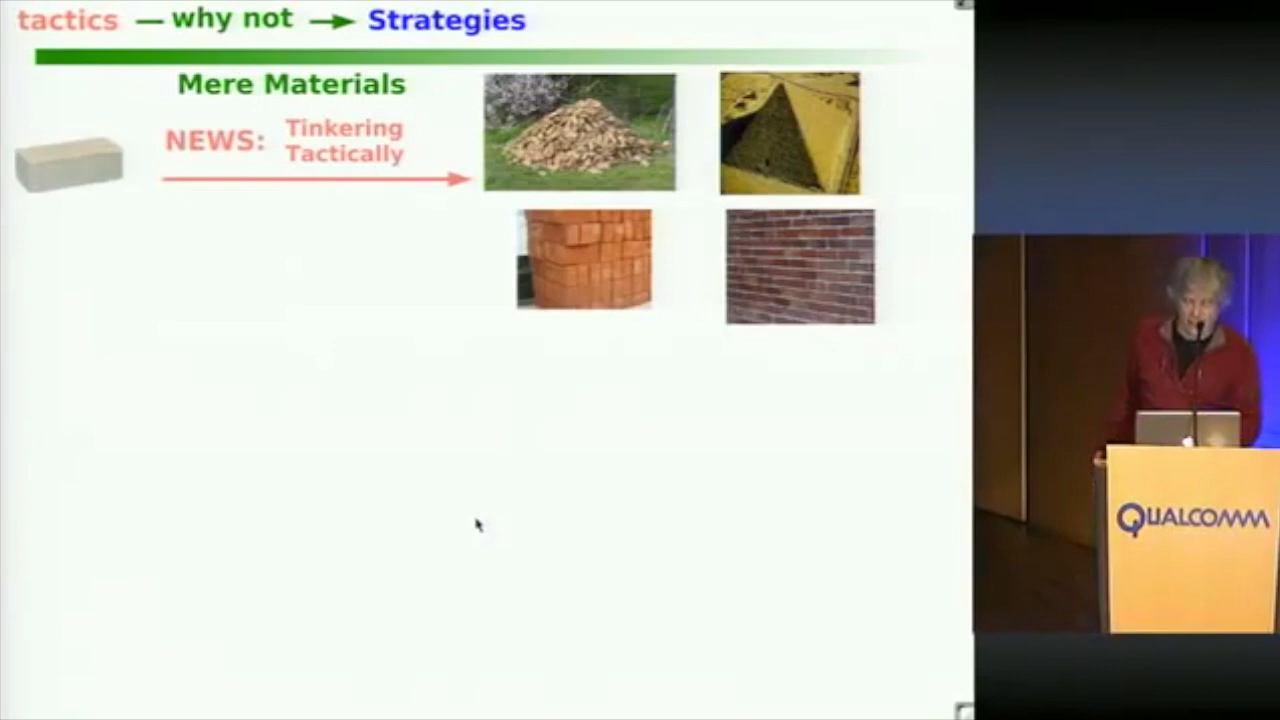 tactics — why not → Strategies
Mere Materials
NEWS: Tinkering
Tactically
QUALCOMM